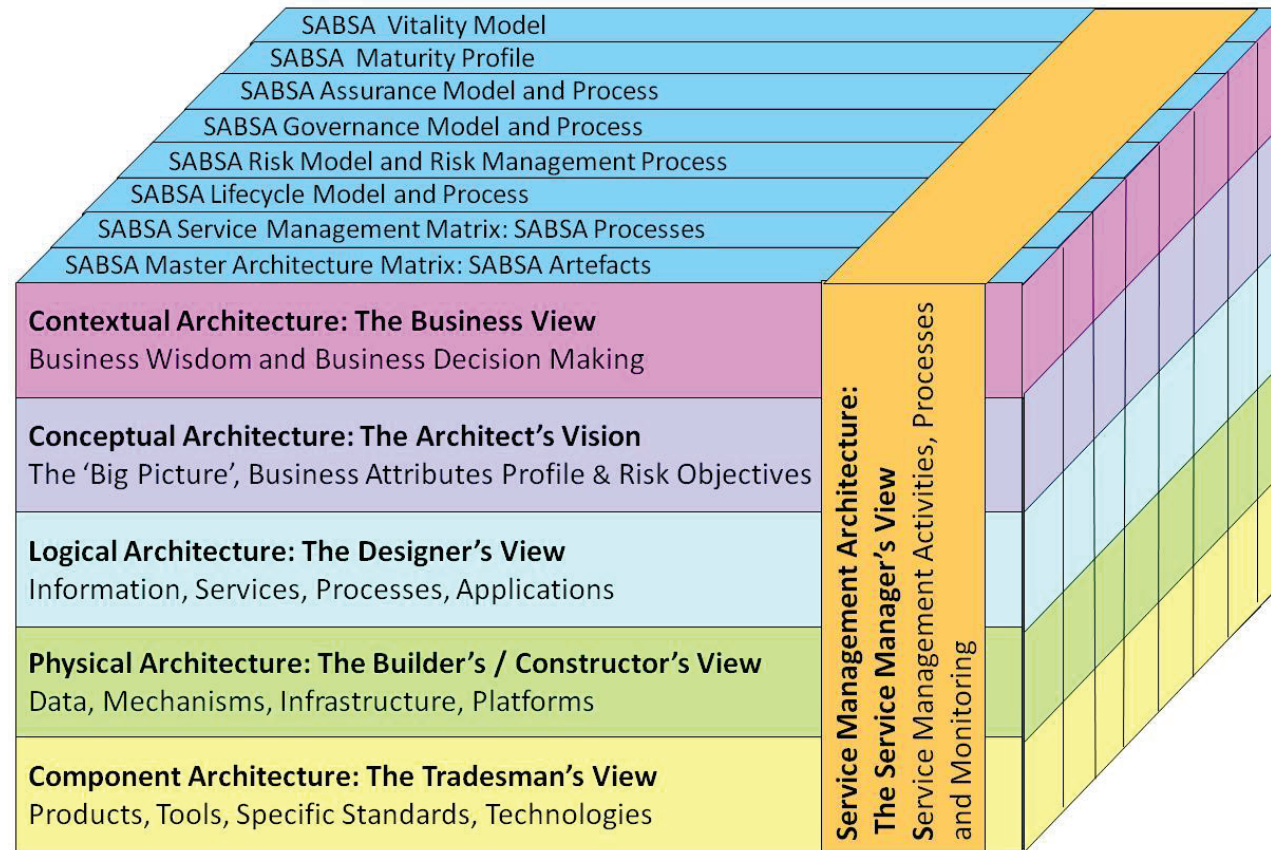 SABSA Vitality Model
SABSA Maturity Profile
SABSA Assurance Model and Process
SABSA Governance Model and Process
SABSA Risk Model and Risk Management Process
SABSA Lifecycle Model and Process
SABSA Service Management Matrix: SABSA Processes
SABSA Master Architecture Matrix: SABSA Artefacts
Contextual Architecture: The Business View
Business Wisdom and Business Decision Making
Conceptual Architecture: The Architect’s Vision
The ‘Big Picture’, Business Attributes Profile & Risk Objectives
Logical Architecture: The Designer’s View
Information, Services, Processes, Applications
Physical Architecture: The Builder’s / Constructor’s View
Data, Mechanisms, Infrastructure, Platforms
Component Architecture: The Tradesman’s View
Products, Tools, Specific Standards, Technologies
Service Management Architecture:
The Service Manager’s View
Service Management Activities, Processes
and Monitoring